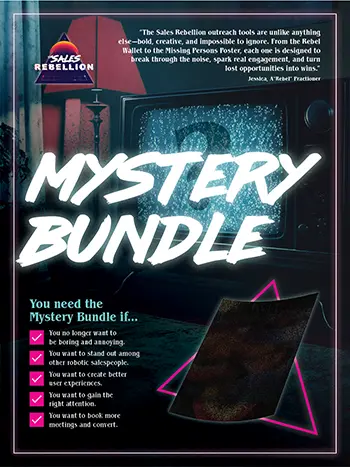 SALES
REBELLION
"The Sales Rebellion outreach tools are unlike anything
else—bold, creative, and impossible to ignore. From the Rebel
Wallet to the Missing Persons Poster, each one is designed to
break through the noise, spark real engagement, and turn
lost opportunities into wins."
Jessica, A'Rebel' Practioner
MYSTERY
BUNDLE
You need the
Mystery Bundle if...
You no longer want to
be boring and annoying.
You want to stand out among
other robotic salespeople.
You want to create better
user experiences.
You want to gain the
right attention.
You want to book more
meetings and convert.